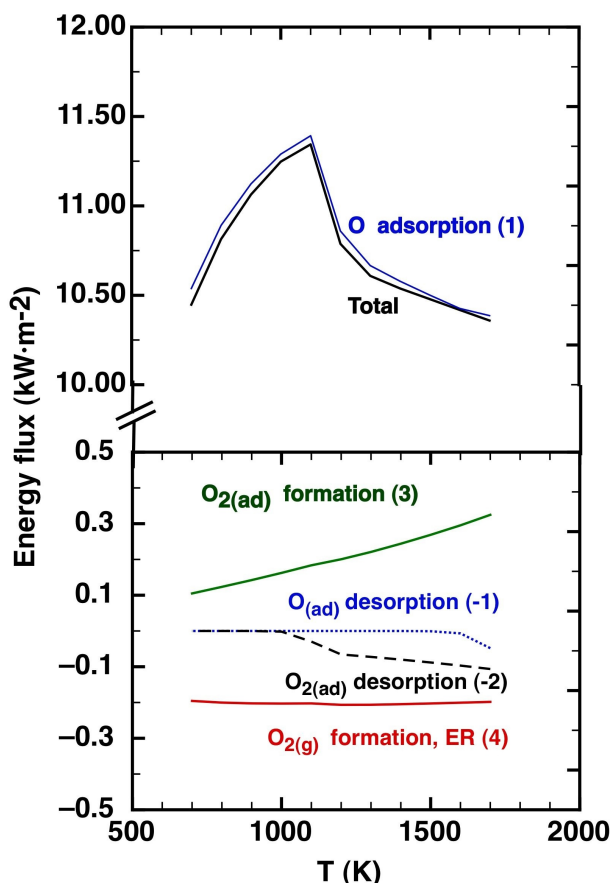 12.00
11.50
11.00
10.50
10.00
O adsorption (1)
Total
Energy flux (kW·m-2)
0.5
0.3
0.1
−0.1
−0.3
−0.5
O2(ad) formation (3)
O(ad) desorption (-1)
O2(ad) desorption (-2)
O2(g) formation, ER (4)
500 1000 1500 2000
T (K)